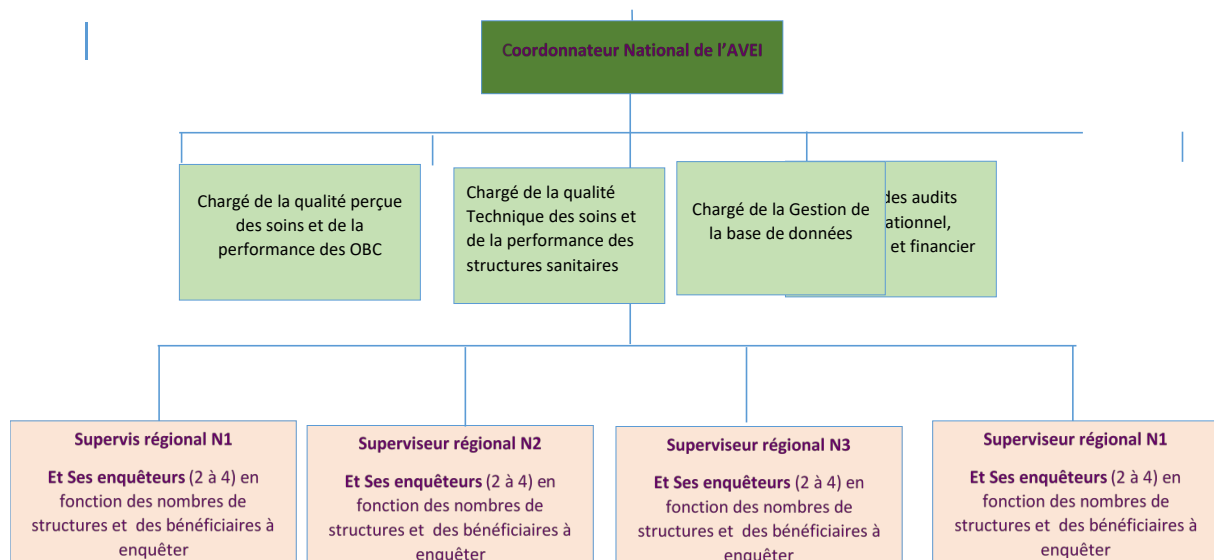 Coordonnateur National de l'AVEI
Chargé de la qualité perçue
des soins et de la
performance des OBC
Chargé de la qualité
Technique des soins et
de la performance des
structures sanitaires
Chargé de la Gestion de
la base de données
des audits
ationnel,
et financier
Supervis régional N1
Et Ses enquêteurs (2 à 4) en
fonction des nombres de
structures et des bénéficiaires à
enquêter
Superviseur régional N2
Et Ses enquêteurs (2 à 4) en
fonction des nombres de
structures et des bénéficiaires à
enquêter
Superviseur régional N3
Et Ses enquêteurs (2 à 4) en
fonction des nombres de
structures et des bénéficiaires à
enquêter
Superviseur régional N1
Et Ses enquêteurs (2 à 4) en
fonction des nombres de
structures et des bénéficiaires à
enquêter